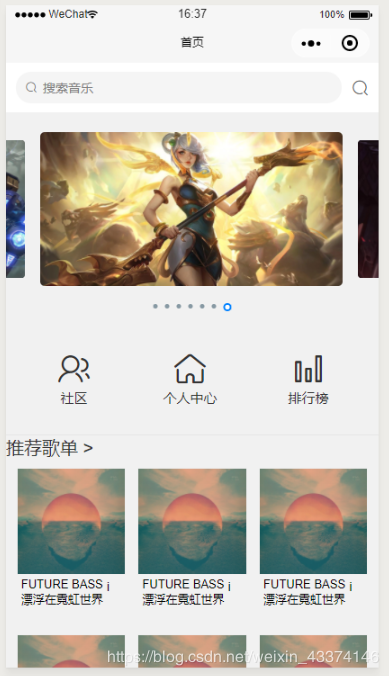 WeChat 16:37 100%
首页
搜索音乐
社区 个人中心 排行榜
推荐歌单 >
FUTURE BASS ¡ FUTURE BASS ¡ FUTURE BASS ¡
漂浮在霓虹世界 漂浮在霓虹世界 漂浮在霓虹世界
https://blog.csdn.net/weixin_43374146